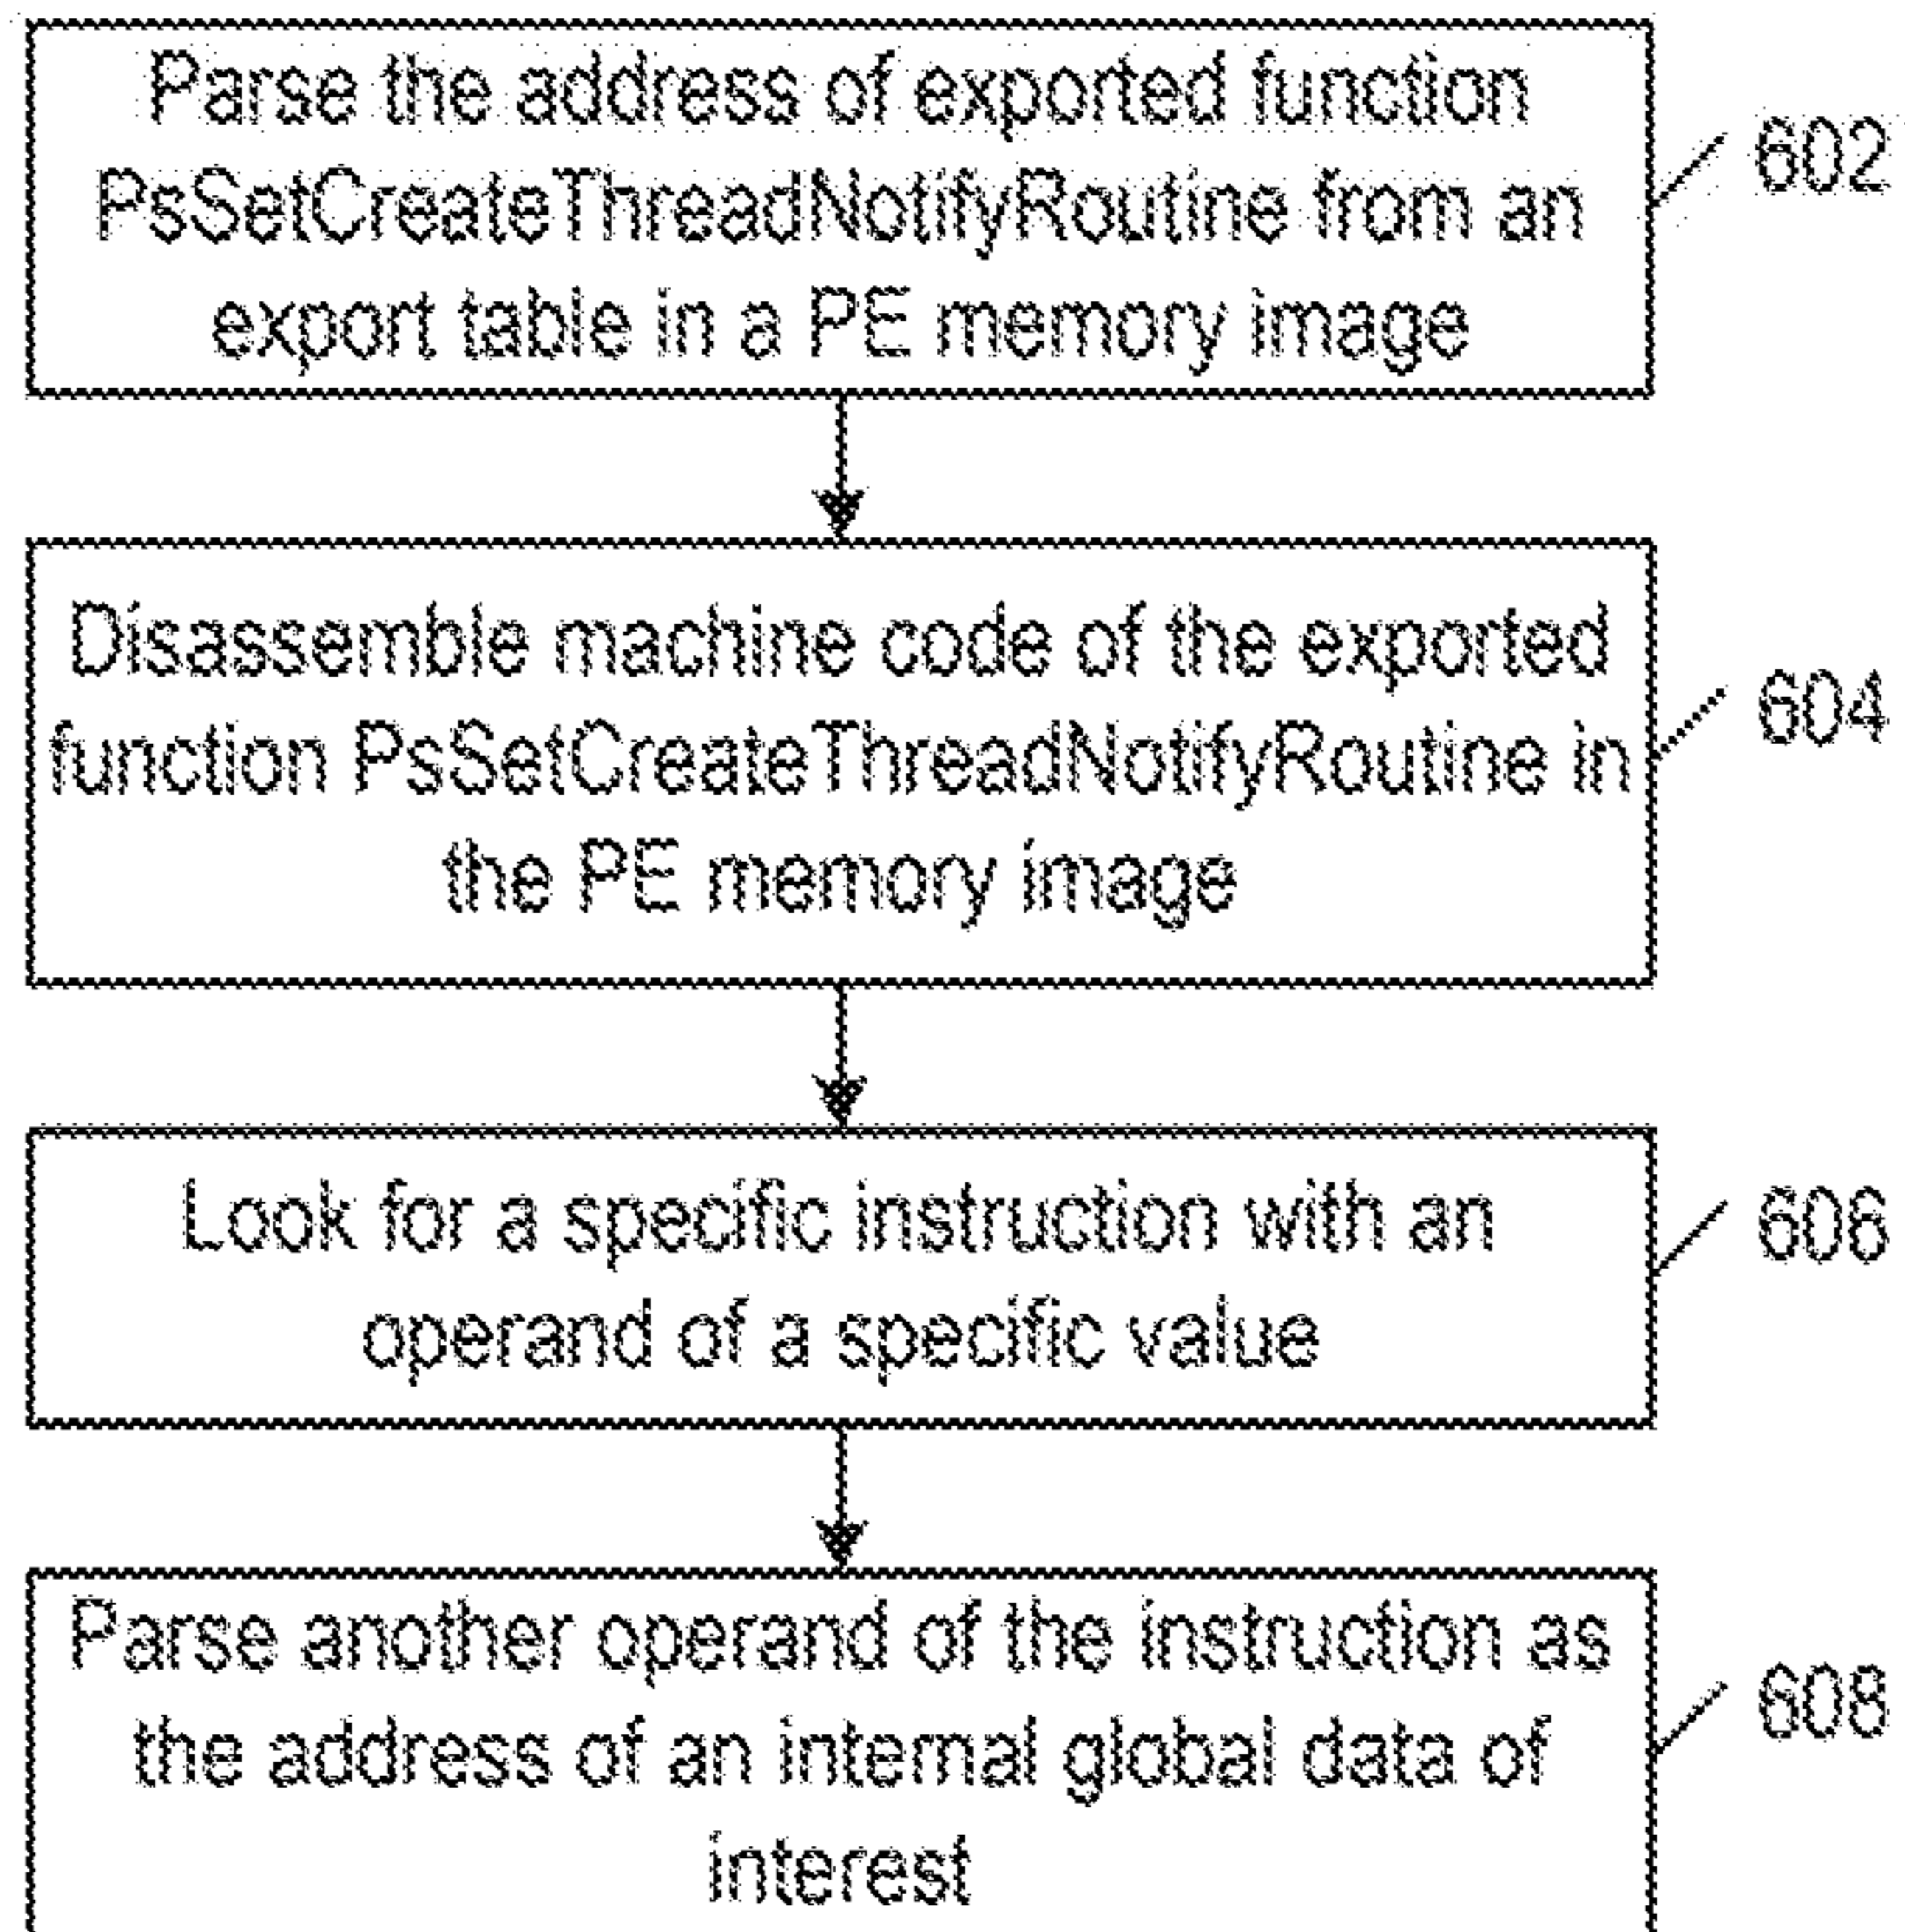 Parse the address of exported function
PsSetCreateThreadNotifyRoutine from an
export table in a PE memory image
602
Disassemble machine code of the exported
function PsSetCreateThreadNotifyRoutine in
the PE memory image
604
Look for a specific instruction with an
operand of a specific value
606
Parse another operand of the instruction as
the address of an internal global data of
interest
608